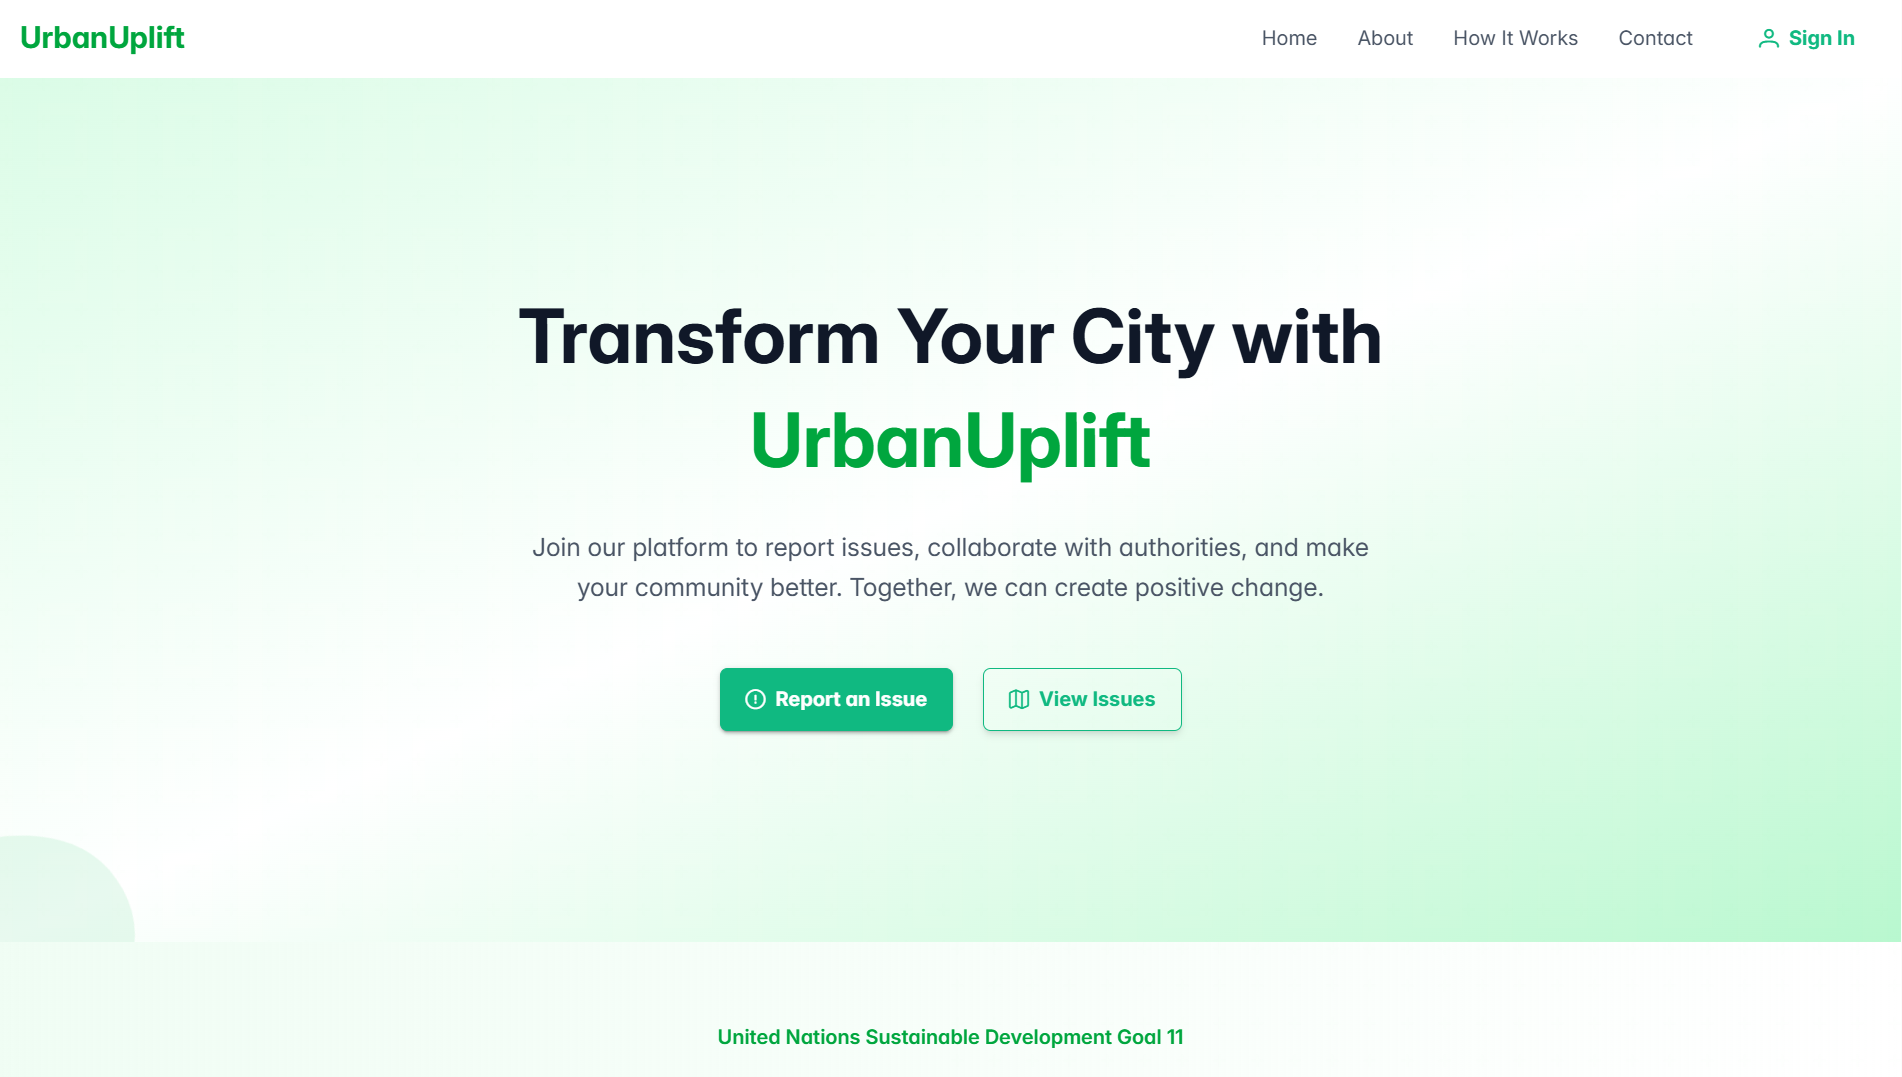 UrbanUplift
Home
About
How It Works
Contact
Sign In
Transform Your City with
UrbanUplift
Join our platform to report issues, collaborate with authorities, and make
your community better. Together, we can create positive change.
Report an Issue
View Issues
United Nations Sustainable Development Goal 11